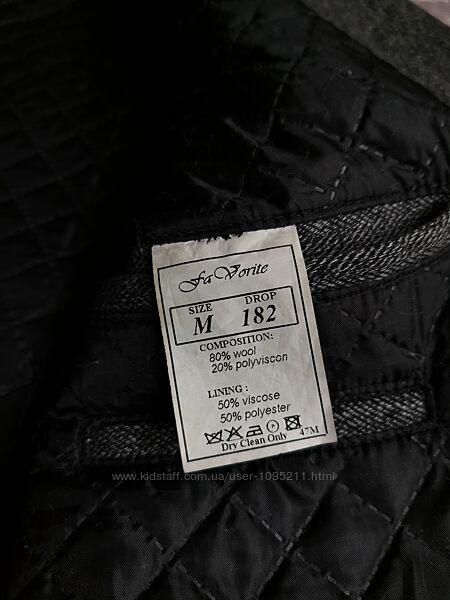 Fa Vorite
SIZE DROP
M 182
COMPOSITION:
80% wool
20% polyviscon
LINING :
50% viscose
50% polyester
Dry Clean Only 47M
www.kidstaff.com.ua/user-1095211.html